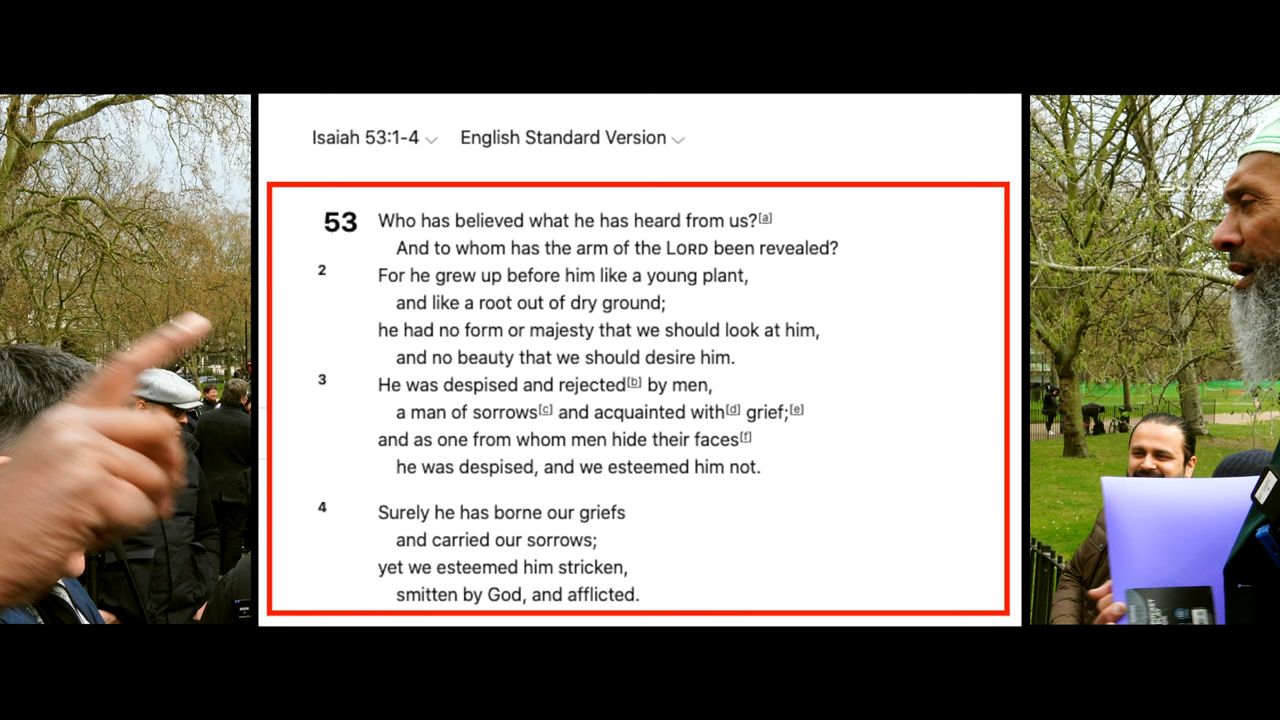 Isaiah 53:1-4 English Standard Version
53 Who has believed what he has heard from us?[a]
And to whom has the arm of the LORD been revealed?
2 For he grew up before him like a young plant,
and like a root out of dry ground;
he had no form or majesty that we should look at him,
and no beauty that we should desire him.
3 He was despised and rejected[b] by men,
a man of sorrows[c] and acquainted with[d] grief;[e]
and as one from whom men hide their faces[f]
he was despised, and we esteemed him not.
4 Surely he has borne our griefs
and carried our sorrows;
yet we esteemed him stricken,
smitten by God, and afflicted.